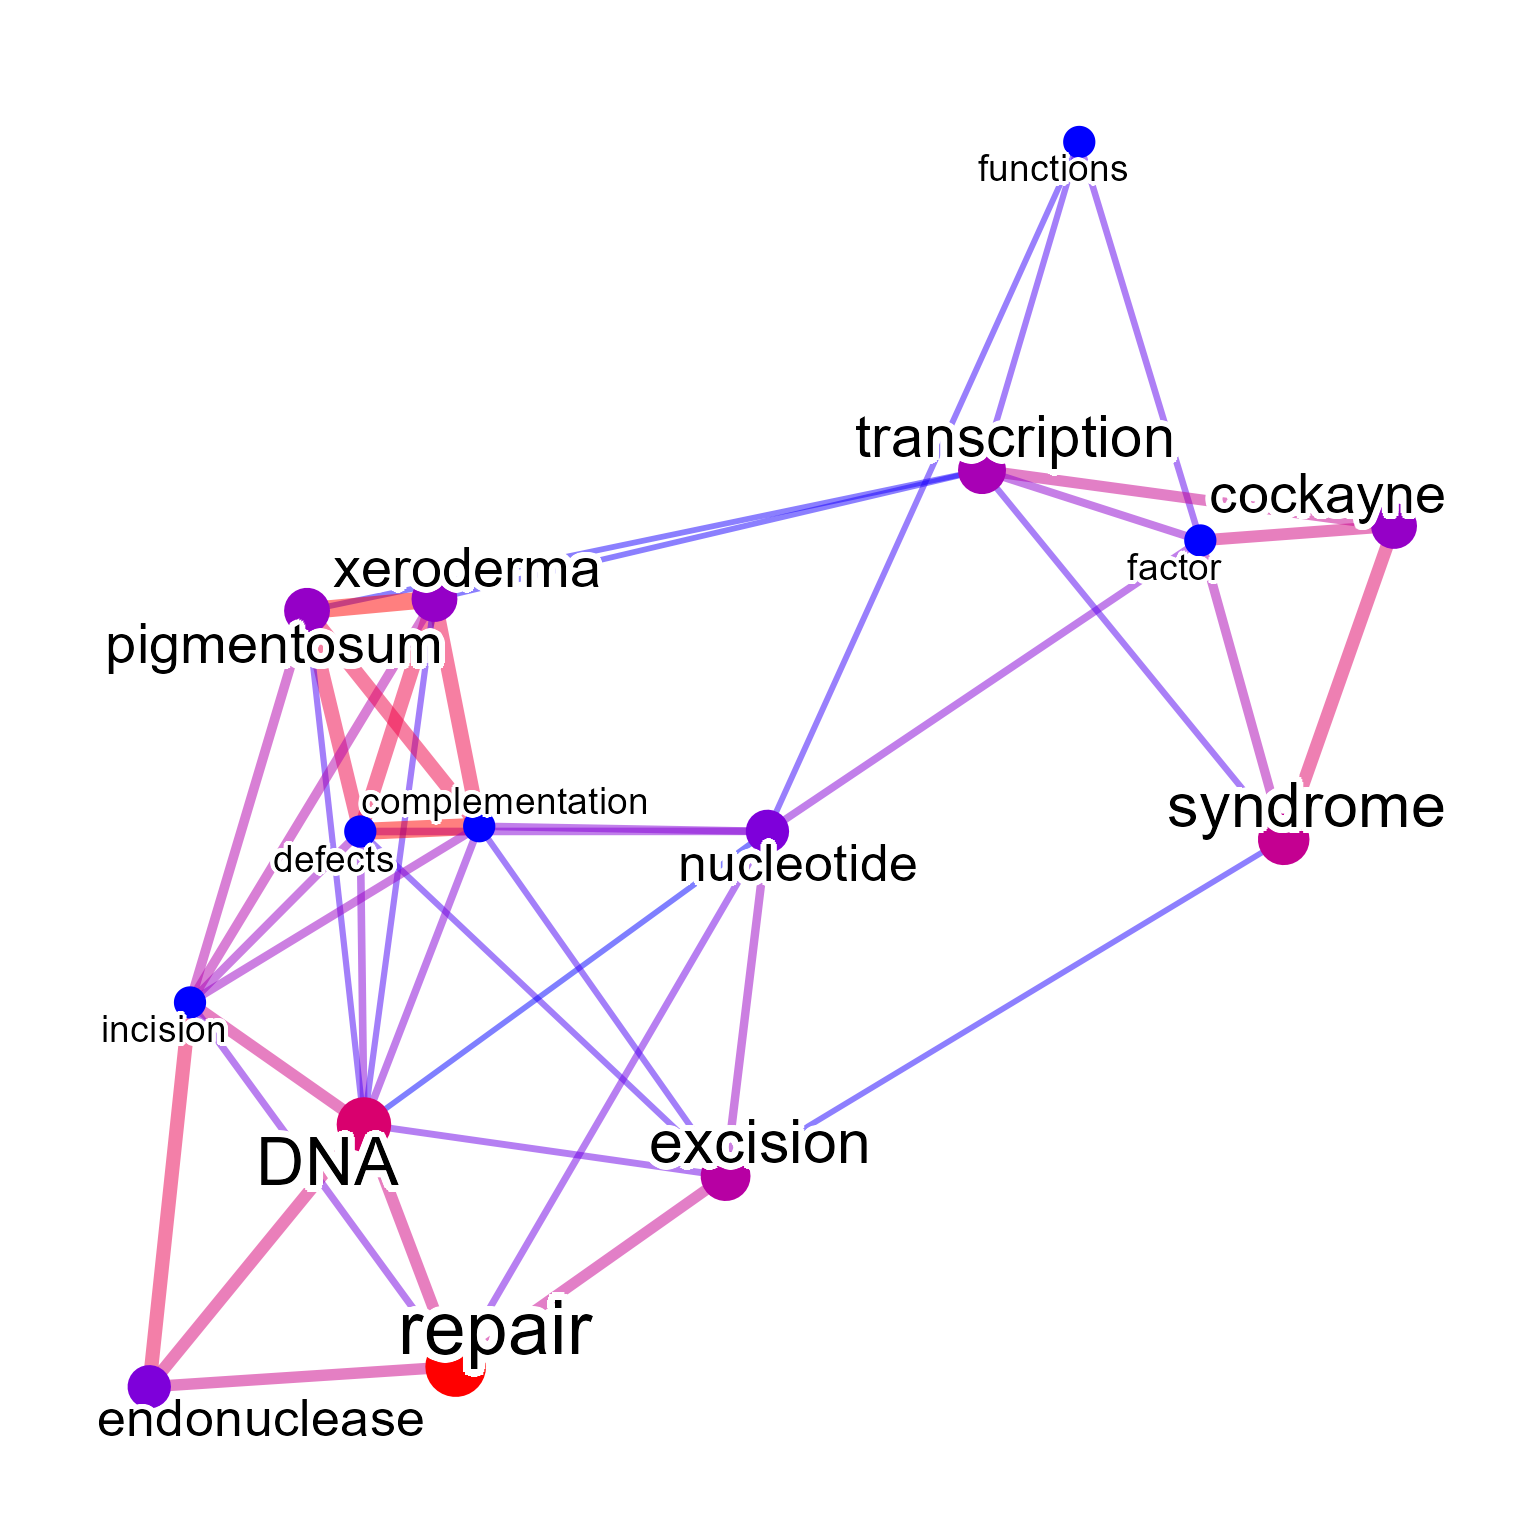 functions
transcription
cockayne
factor
xeroderma
pigmentosum
complementation
syndrome
defects
nucleotide
incision
excision
DNA
repair
endonuclease